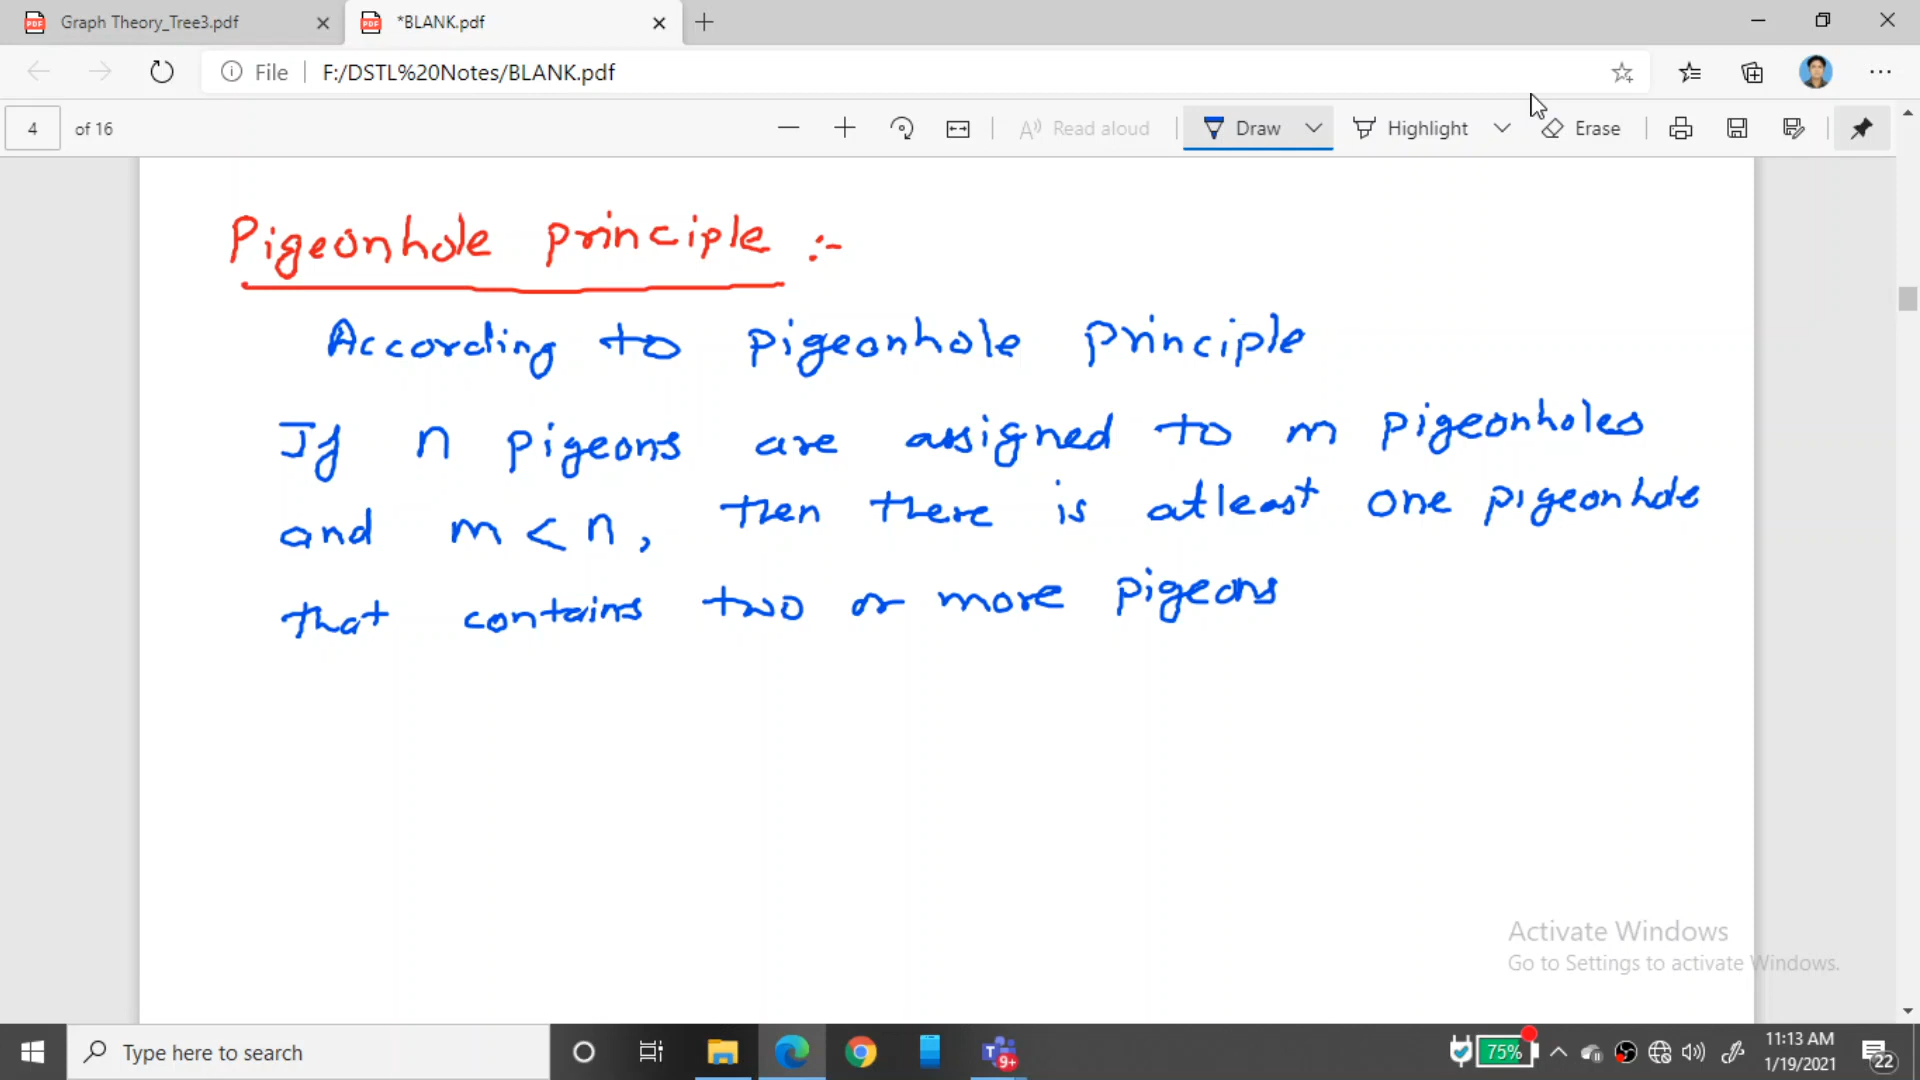 Graph Theory_Tree3.pdf
*BLANK.pdf
File
F:/DSTL%20Notes/BLANK.pdf
4 of 16
Read aloud
Draw
Highlight
Erase
Pigeonhole principle :-
According to pigeonhole principle
If n pigeons are assigned to m pigeonholes
and m < n, then there is atleast one pigeonhole
that contains two or more pigeons
Activate Windows
Go to Settings to activate Windows.
Type here to search
9+
75%
11:13 AM
1/19/2021
22